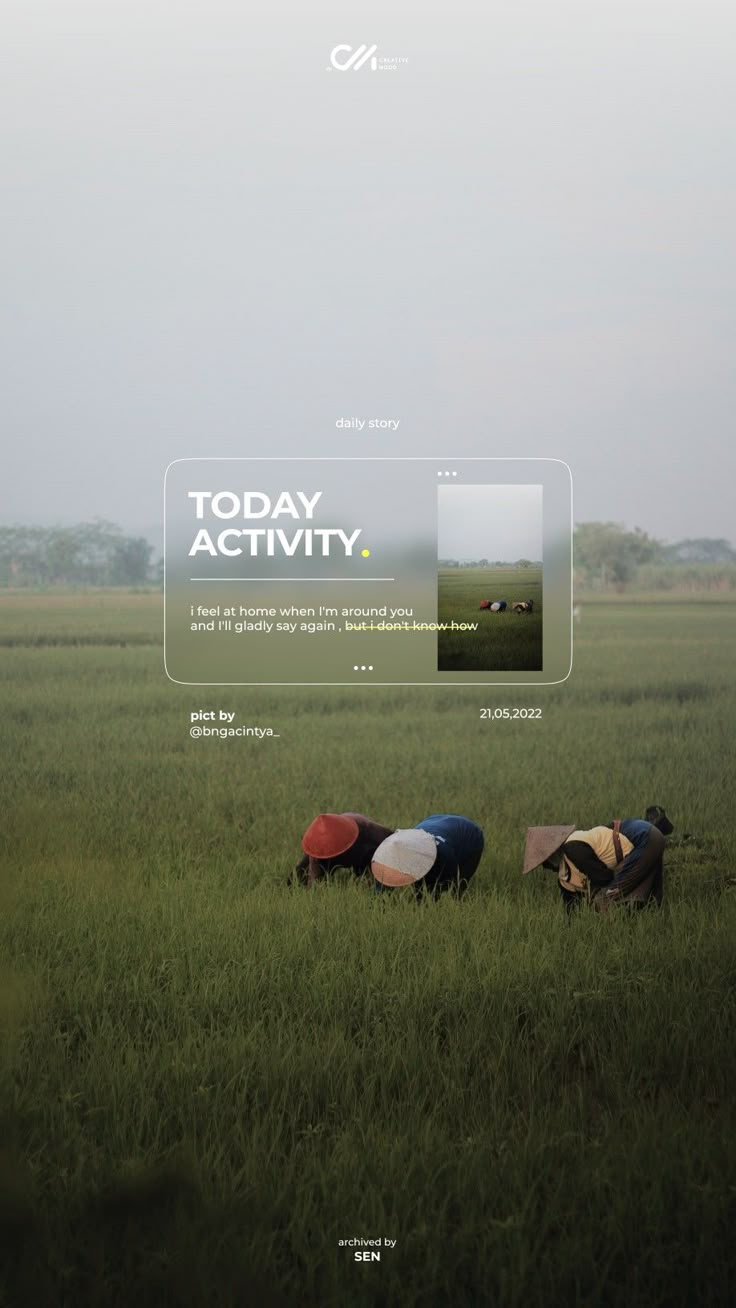 CM CREATIVE
MOOD
daily story
TODAY
ACTIVITY.
i feel at home when I'm around you
and I'll gladly say again , but i don't know how
pict by
@bngacintya_
21,05,2022
archived by
SEN